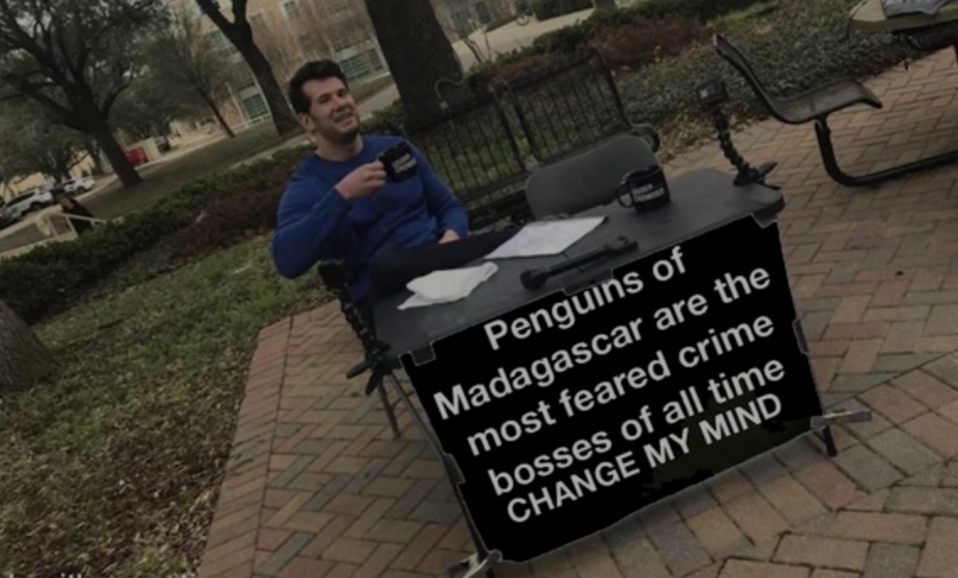 Penguins of
Madagascar are the
most feared crime
bosses of all time
CHANGE MY MIND